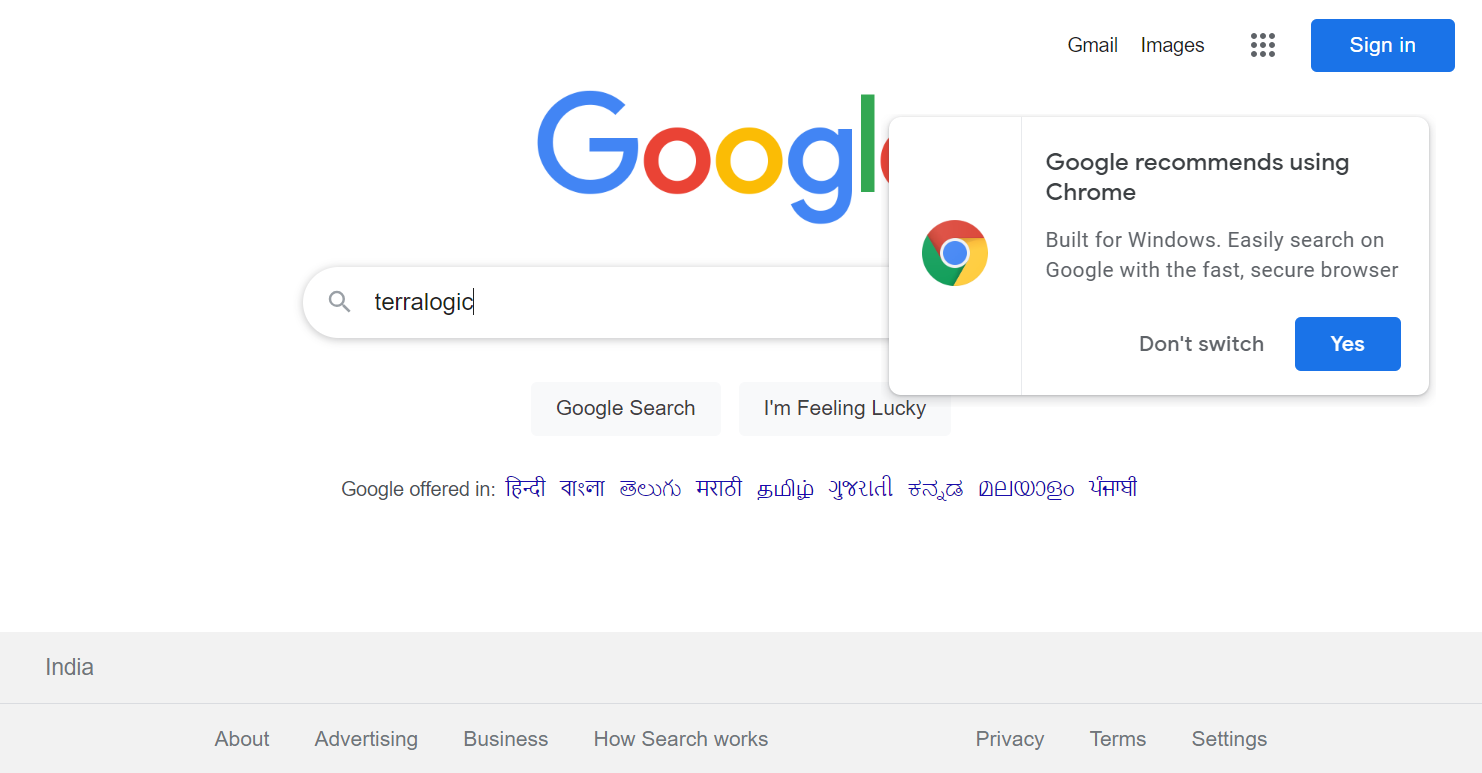 Gmail Images Sign in
Google
Google recommends using
Chrome
Built for Windows. Easily search on
Google with the fast, secure browser
Don't switch Yes
terralogic
Google Search I'm Feeling Lucky
Google offered in: हिन्दी বাংলা తెలుగు मराठी தமிழ் ગુજરાતી ಕನ್ನಡ മലയാളം ਪੰਜਾਬੀ
India
About Advertising Business How Search works Privacy Terms Settings